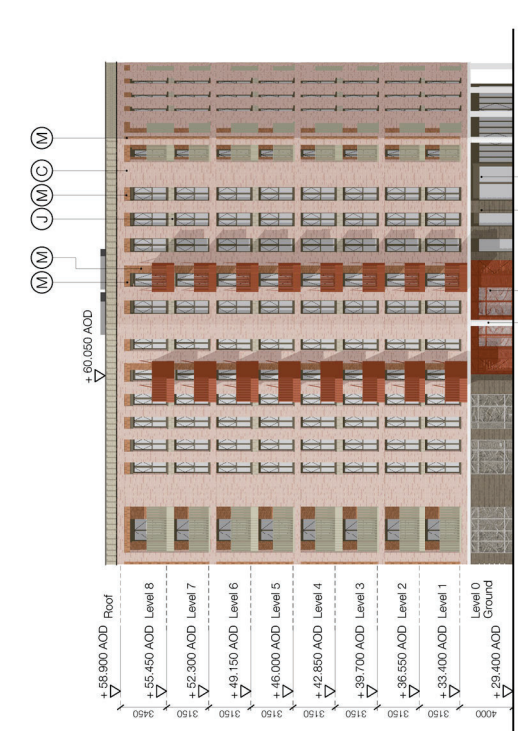 M
C
M
J
M
M
+ 60.050 AOD
+ 58.900 AOD Roof
+ 55.450 AOD Level 8
+ 52.300 AOD Level 7
+ 49.150 AOD Level 6
+ 46.000 AOD Level 5
+ 42.850 AOD Level 4
+ 39.700 AOD Level 3
+ 36.550 AOD Level 2
+ 33.400 AOD Level 1
Level 0
+ 29.400 AOD Ground
3450
3150
3150
3150
3150
3150
3150
3150
4000